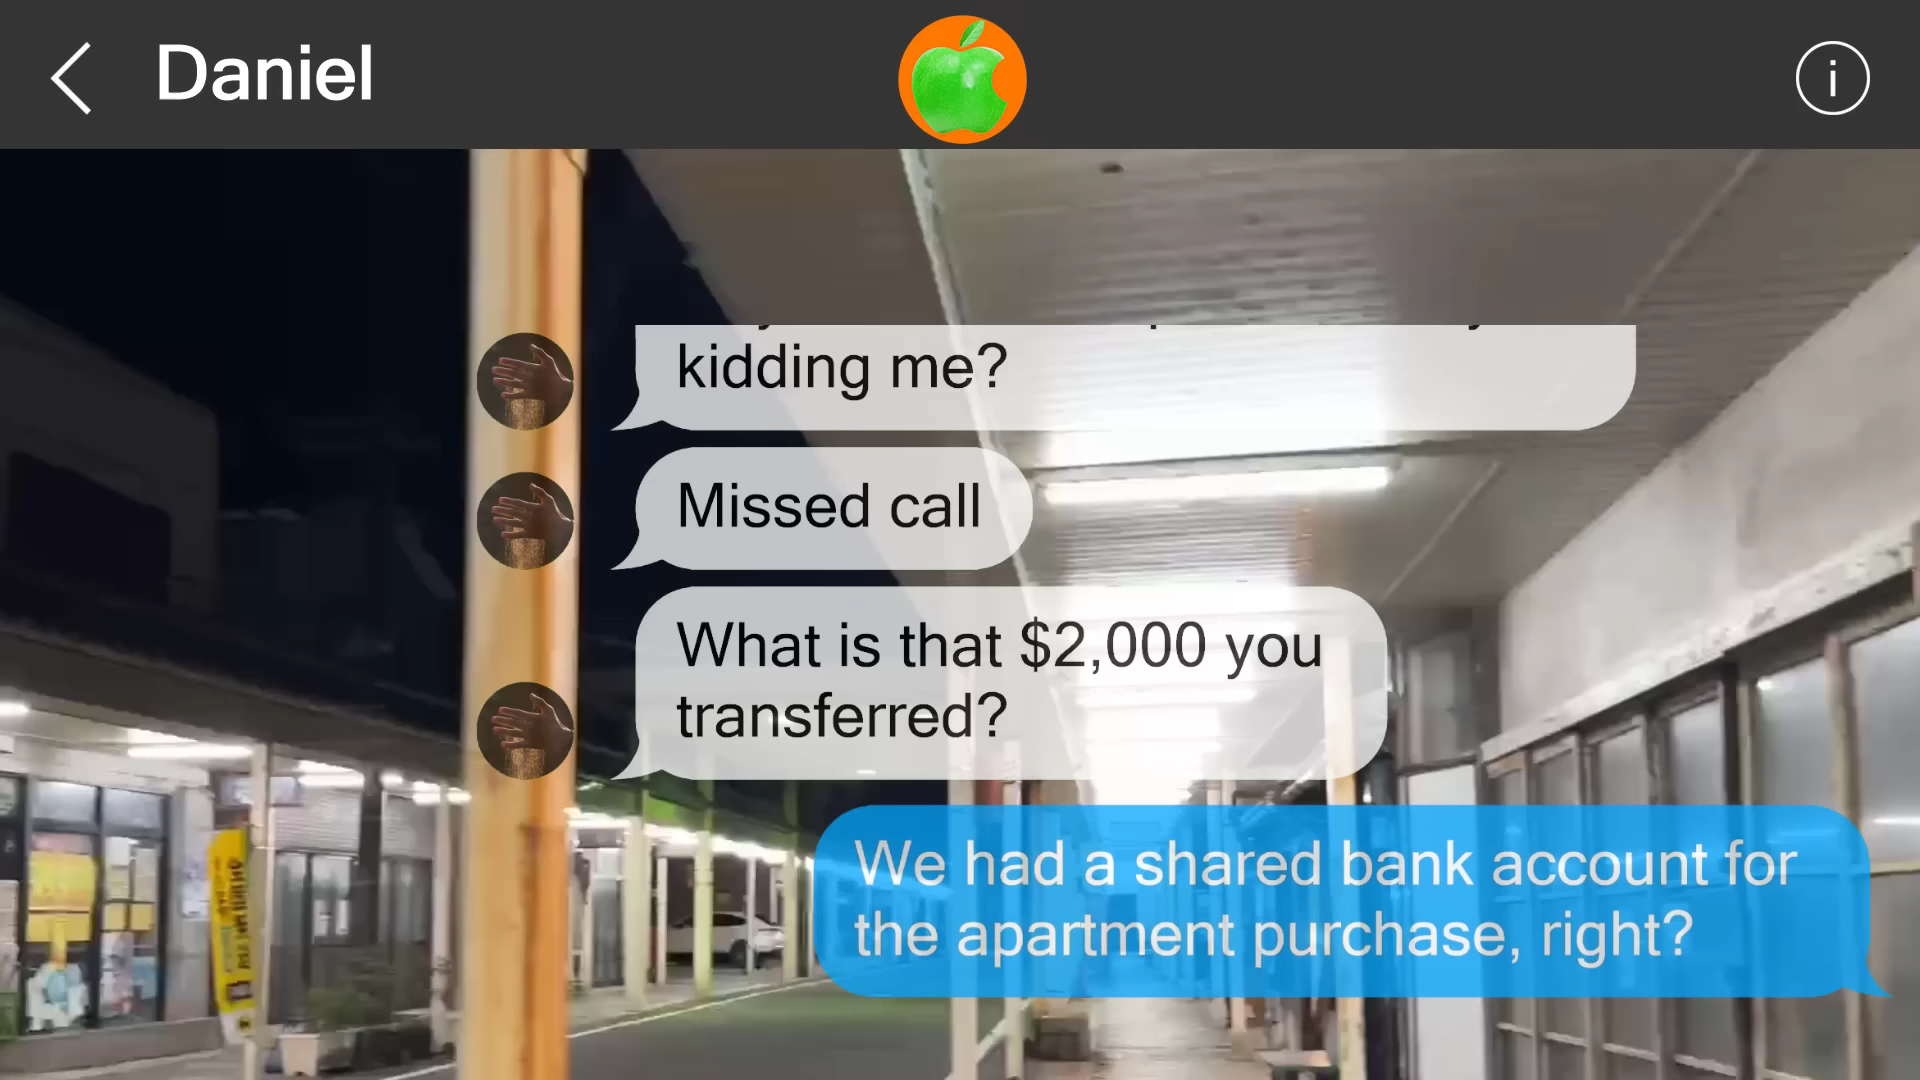 Daniel
kidding me?
Missed call
What is that $2,000 you
transferred?
We had a shared bank account for
the apartment purchase, right?